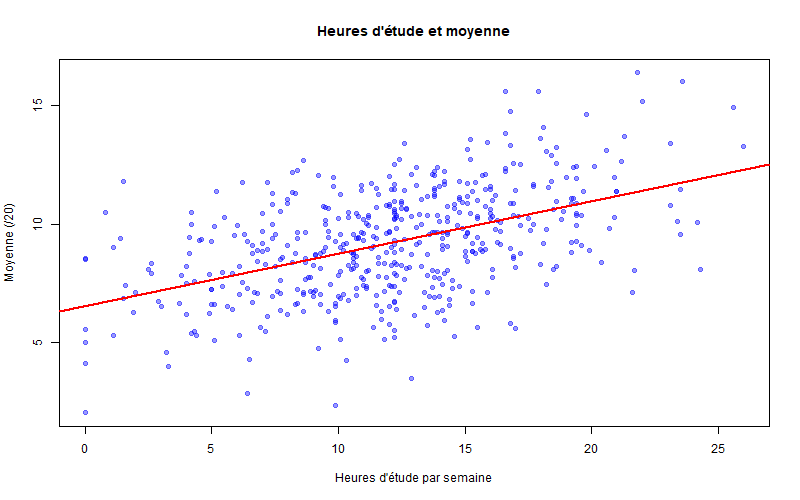 Heures d'étude et moyenne
Moyenne (/20)
15
10
5
0 5 10 15 20 25
Heures d'étude par semaine